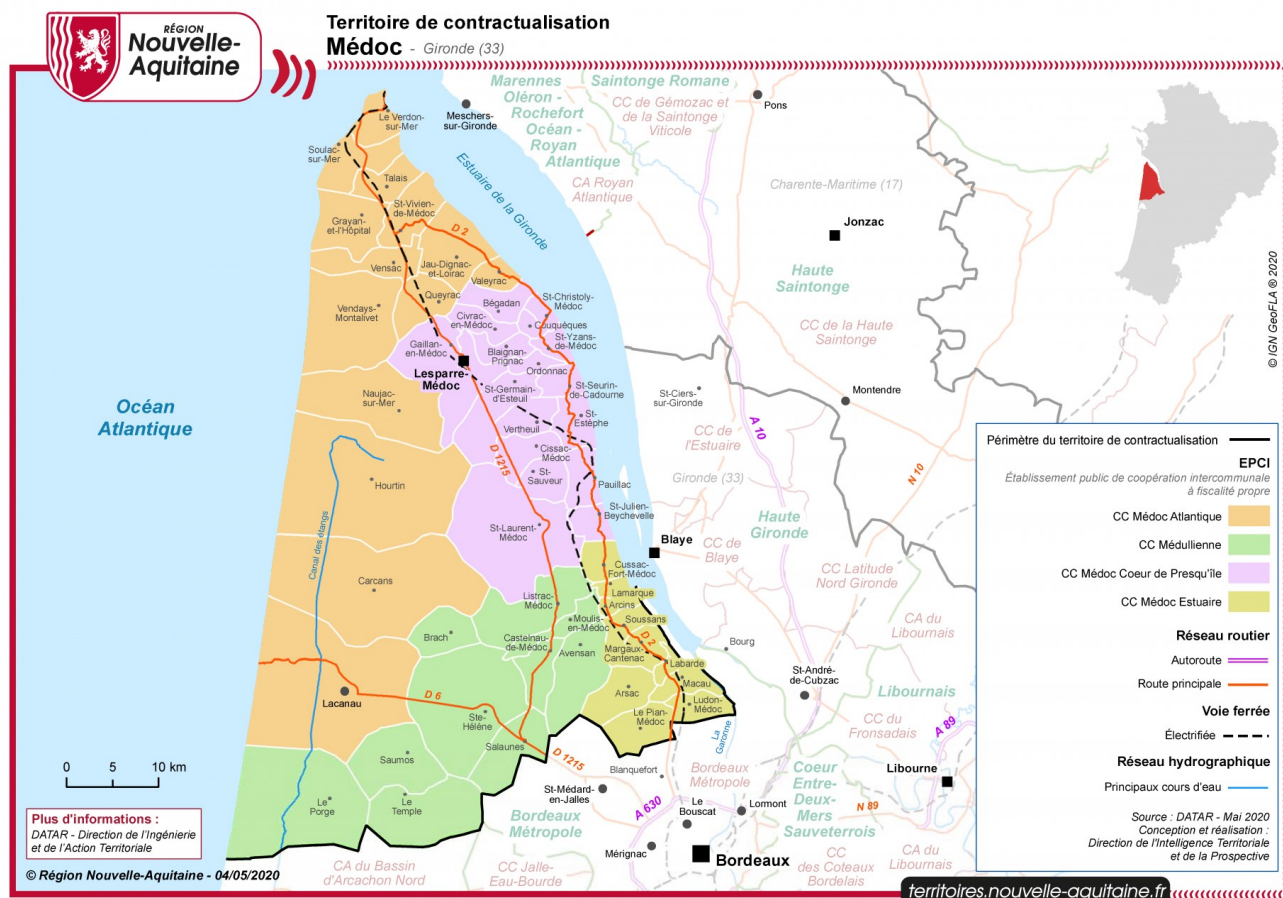 RÉGION
Nouvelle-
Aquitaine
Territoire de contractualisation
Médoc - Gironde (33)
Marennes
Oléron -
Rochefort
Océan -
Royan
Atlantique
Saintonge Romane
CC de Gémozac et
de la Saintonge
Viticole
Pons
Le Verdon-
sur-Mer
Meschers-
sur-Gironde
Soulac-
sur-Mer
Estuaire de la Gironde
CA Royan
Atlantique
Charente-Maritime (17)
Talais
St-Vivien-
de-Médoc
Grayan-
et-l'Hôpital
D 2
Jonzac
Vensac
Jau-Dignac-
et-Loirac
Valeyrac
Haute
Saintonge
Queyrac
Vendays-
Montalivet
Bégadan
St-Christoly-
Médoc
Civrac-
en-Médoc
Couquèques
CC de la Haute
Saintonge
Gaillan-
en-Médoc
St-Yzans-
de-Médoc
Blaignan-
Prignac
Lesparre-
Médoc
Ordonnac
St-Germain-
d'Esteuil
St-Seurin-
de-Cadourne
St-Ciers-
sur-Gironde
Montendre
Naujac-
sur-Mer
Océan
Atlantique
St-
Estèphe
Vertheuil
CC de
l'Estuaire
A 10
D 1215
Cissac-
Médoc
St-
Sauveur
Hourtin
Pauillac
Gironde (33)
N 10
St-Julien-
Beychevelle
St-Laurent-
Médoc
Haute
Gironde
Canal des étangs
Blaye
CC de
Blaye
Cussac-
Fort-Médoc
CC Latitude
Nord Gironde
Carcans
Lamarque
Listrac-
Médoc
Arcins
Moulis-
en-Médoc
Soussans
CA du
Libournais
Brach
Castelnau-
de-Médoc
Avensan
D 2
Margaux-
Cantenac
Bourg
Labarde
St-André-
de-Cubzac
Macau
Arsac
Ludon-
Médoc
Libournais
Lacanau
D 6
Le Pian-
Médoc
Ste-
Hélène
CC du
Fronsadais
A 89
La
Garonne
Salaunes
D 1215
Saumos
Blanquefort
Bordeaux
Métropole
Coeur
Entre-
Deux-
Mers
Sauveterrois
Libourne
St-Médard-
en-Jalles
Le
Porge
Le
Temple
A 630
Le
Bouscat
Lormont
N 89
Bordeaux
Métropole
Mérignac
Bordeaux
CA du Bassin
d'Arcachon Nord
CC Jalle-
Eau-Bourde
CC
des Coteaux
Bordelais
CA du
Libournais
0 5 10 km
Plus d'informations :
DATAR - Direction de l'Ingénierie
et de l'Action Territoriale
© Région Nouvelle-Aquitaine - 04/05/2020
© IGN GeoFLA ® 2020
Périmètre du territoire de contractualisation
EPCI
Établissement public de coopération intercommunale
à fiscalité propre
CC Médoc Atlantique
CC Médullienne
CC Médoc Coeur de Presqu'île
CC Médoc Estuaire
Réseau routier
Autoroute
Route principale
Voie ferrée
Électrifiée
Réseau hydrographique
Principaux cours d'eau
Source : DATAR - Mai 2020
Conception et réalisation :
Direction de l'Intelligence Territoriale
et de la Prospective
territoires.nouvelle-aquitaine.fr